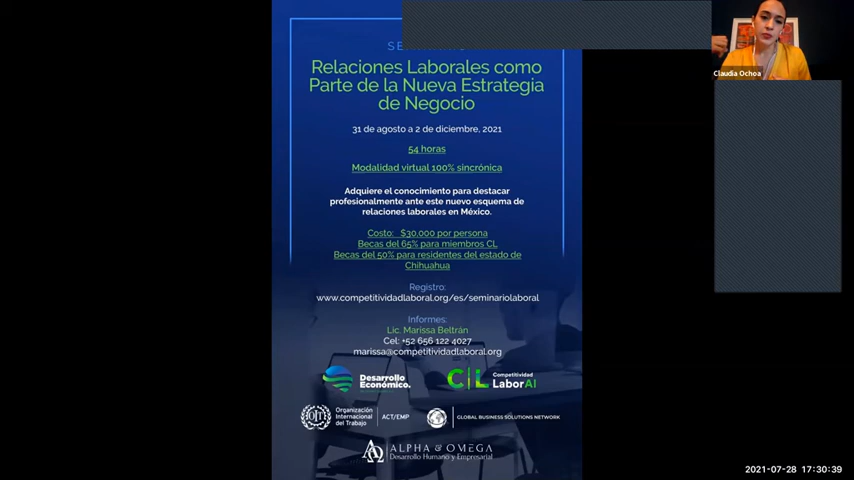 Relaciones Laborales como
Parte de la Nueva Estrategia
de Negocio
31 de agosto a 2 de diciembre, 2021
54 horas
Modalidad virtual 100% sincrónica
Adquiere el conocimiento para destacar
profesionalmente ante este nuevo esquema de
relaciones laborales en México.
Costo: $30,000 por persona
Becas del 65% para miembros CL
Becas del 50% para residentes del estado de
Chihuahua
Registro:
www.competitividadlaboral.org/es/seminariolaboral
Informes:
Lic. Marissa Beltrán
Cel: +52 656 122 4027
marissa@competitividadlaboral.org
Desarrollo
Económico.
CL
Competitividad
LaborAl
OIT
Organización
Internacional
del Trabajo
ACT/EMP
GLOBAL BUSINESS SOLUTIONS NETWORK
ALPHA & OMEGA
Desarrollo Humano y Empresarial
Claudia Ochoa
2021-07-28 17:30:39